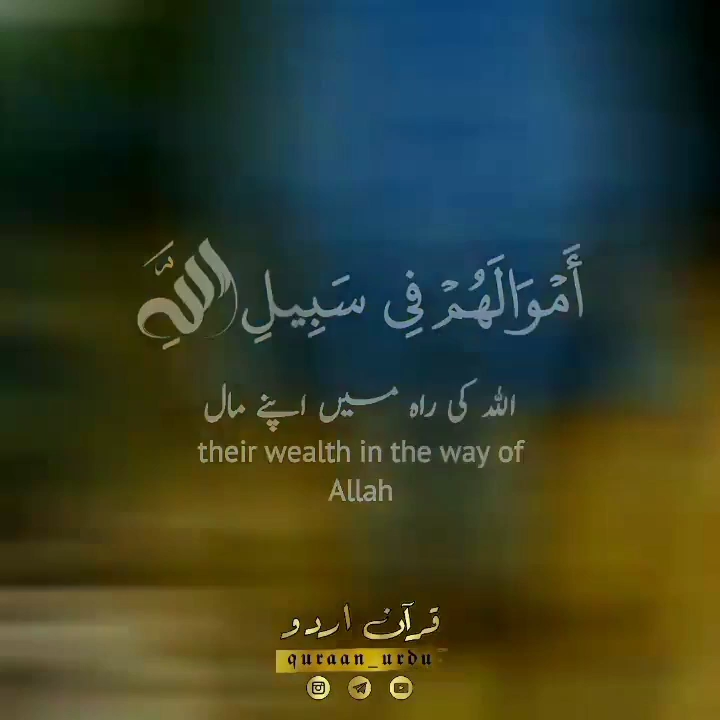 أَمْوَالَهُمْ فِي سَبِيلِ اللَّهِ
اللہ کی راہ میں اپنے مال
their wealth in the way of
Allah
قرآن اردو
quraan_urdu